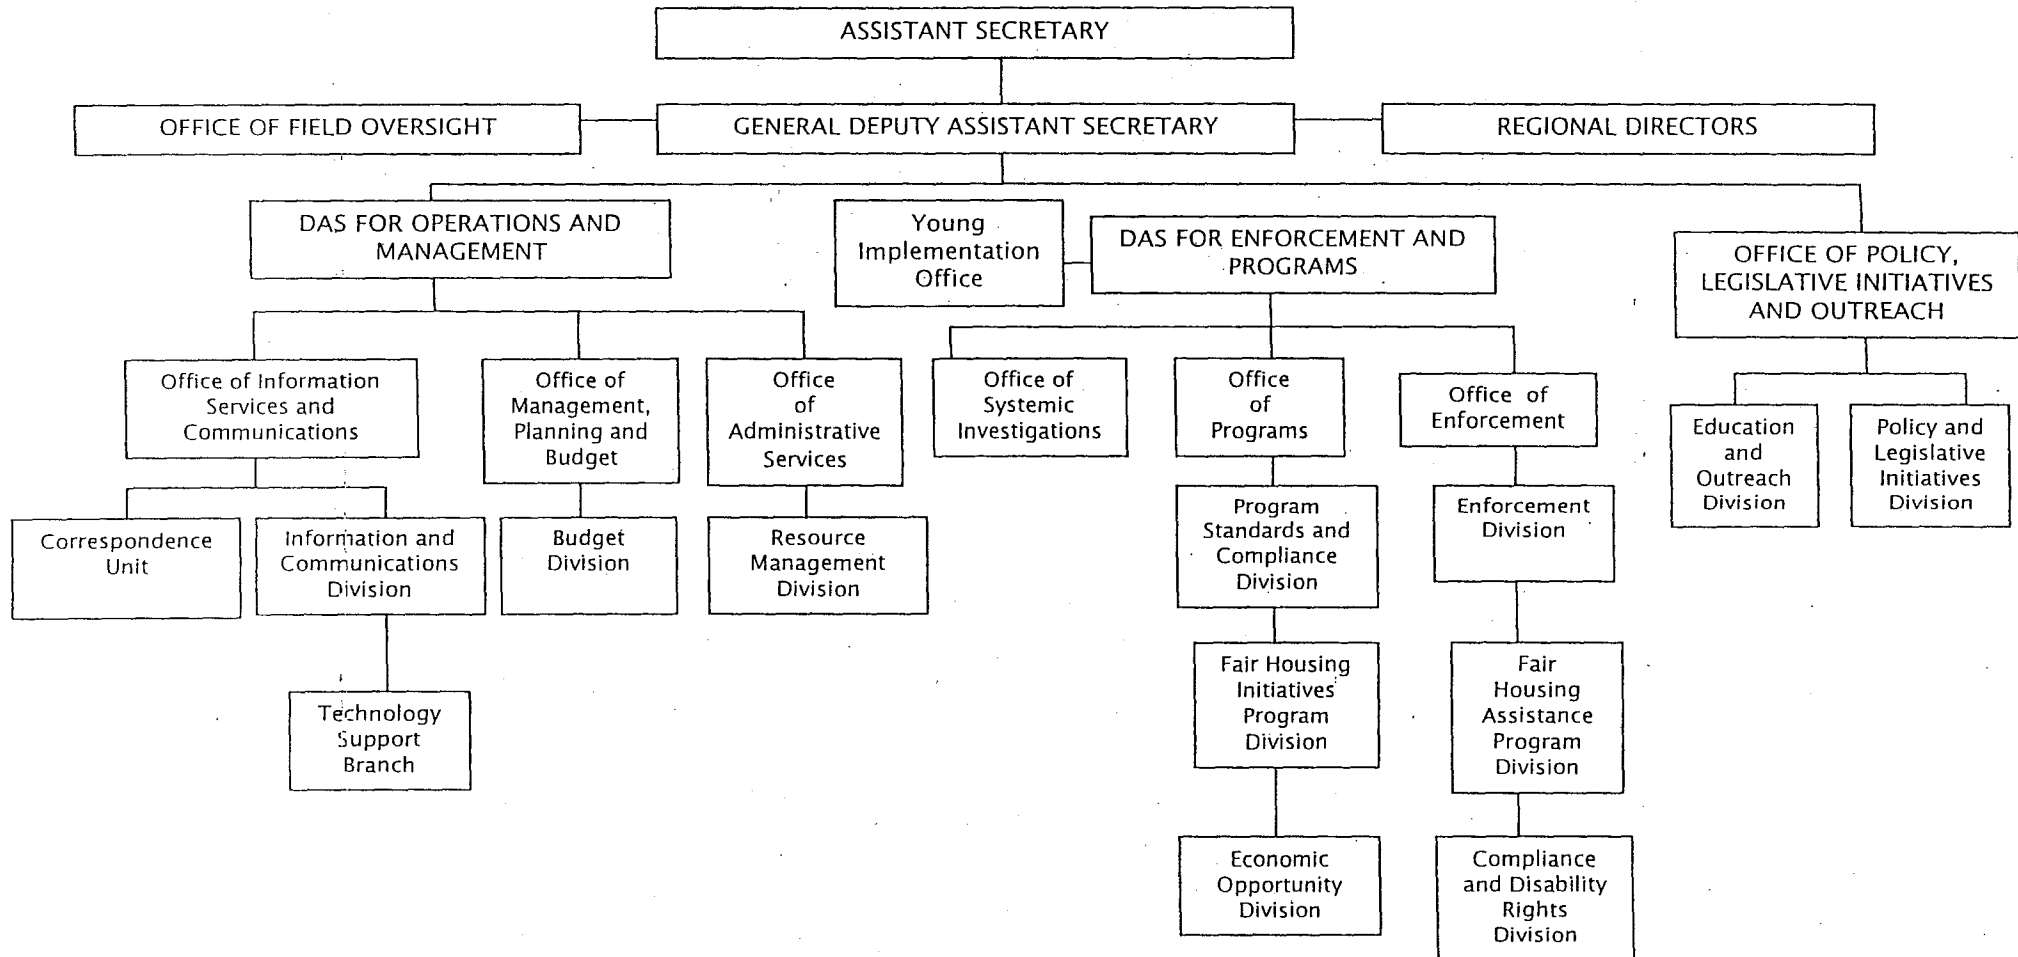 ASSISTANT SECRETARY
OFFICE OF FIELD OVERSIGHT
GENERAL DEPUTY ASSISTANT SECRETARY
REGIONAL DIRECTORS
DAS FOR OPERATIONS AND
MANAGEMENT
Young
Implementation
Office
DAS FOR ENFORCEMENT AND
PROGRAMS
OFFICE OF POLICY,
LEGISLATIVE INITIATIVES
AND OUTREACH
Office of Information
Services and
Communications
Office of
Management,
Planning and
Budget
Office
of
Administrative
Services
Office of
Systemic
Investigations
Office
of
Programs
Office of
Enforcement
Education
and
Outreach
Division
Policy and
Legislative
Initiatives
Division
Correspondence
Unit
Information and
Communications
Division
Budget
Division
Resource
Management
Division
Program
Standards and
Compliance
Division
Enforcement
Division
Technology
Support
Branch
Fair Housing
Initiatives
Program
Division
Fair
Housing
Assistance
Program
Division
Economic
Opportunity
Division
Compliance
and Disability
Rights
Division